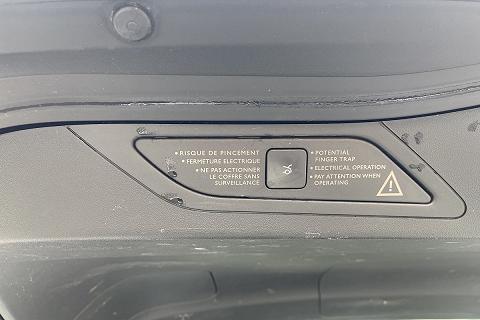 • RISQUE DE PINCEMENT
• FERMETURE ELECTRIQUE
• NE PAS ACTIONNER
LE COFFRE SANS
SURVEILLANCE
• POTENTIAL
FINGER TRAP
• ELECTRICAL OPERATION
• PAY ATTENTION WHEN
OPERATING